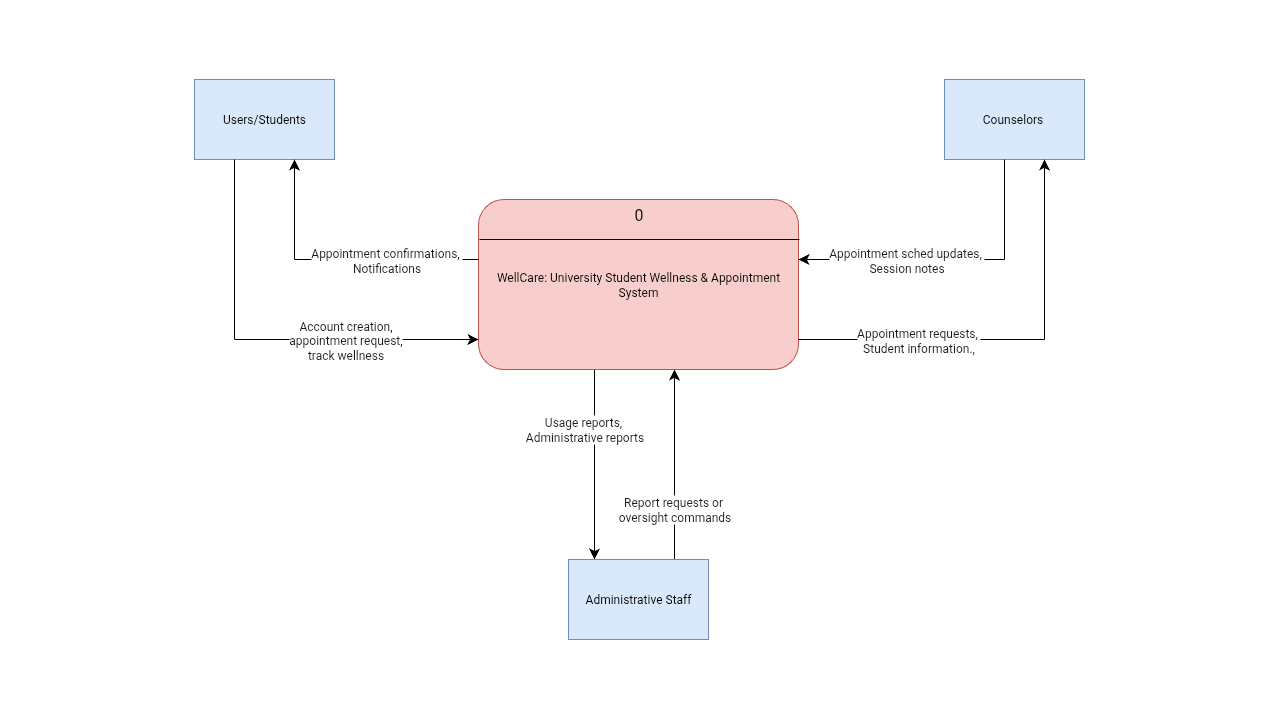 Users/Students
Counselors
0
Appointment confirmations,
Notifications
WellCare: University Student Wellness & Appointment
System
Appointment sched updates,
Session notes
Account creation,
appointment request,
track wellness
Appointment requests,
Student information.,
Usage reports,
Administrative reports
Report requests or
oversight commands
Administrative Staff